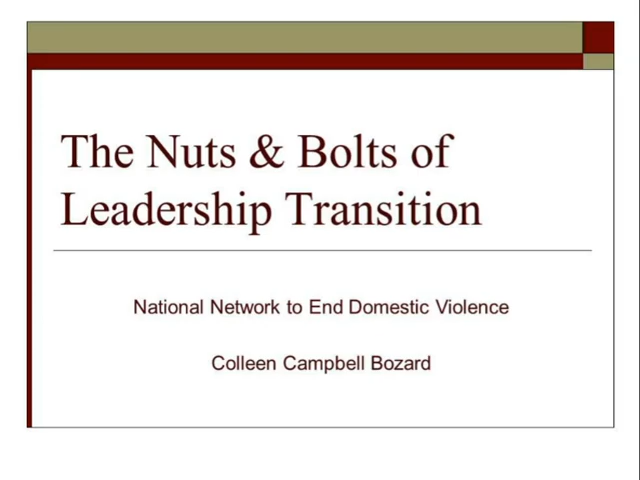 The Nuts & Bolts of
Leadership Transition
National Network to End Domestic Violence
Colleen Campbell Bozard